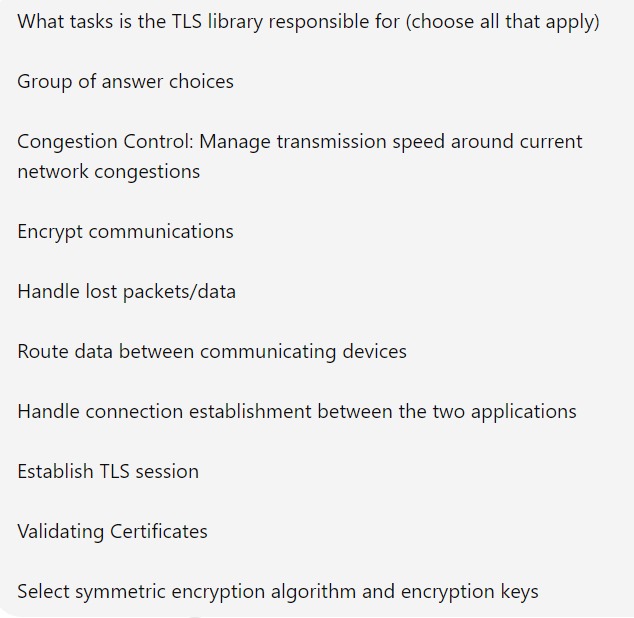 What tasks is the TLS library responsible for (choose all that apply)
Group of answer choices
Congestion Control: Manage transmission speed around current
network congestions
Encrypt communications
Handle lost packets/data
Route data between communicating devices
Handle connection establishment between the two applications
Establish TLS session
Validating Certificates
Select symmetric encryption algorithm and encryption keys